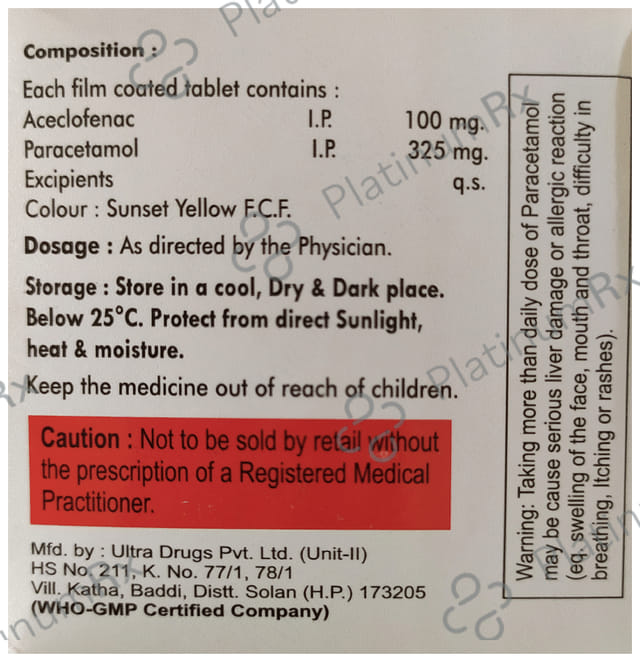 Composition :
Each film coated tablet contains :
Aceclofenac I.P. 100 mg.
Paracetamol I.P. 325 mg.
Excipients q.s.
Colour : Sunset Yellow F.C.F.
Dosage : As directed by the Physician.
Storage : Store in a cool, Dry & Dark place.
Below 25°C. Protect from direct Sunlight,
heat & moisture.
Keep the medicine out of reach of children.
Caution : Not to be sold by retail without
the prescription of a Registered Medical
Practitioner.
Mfd. by : Ultra Drugs Pvt. Ltd. (Unit-II)
HS No. 211, K. No. 77/1, 78/1
Vill. Katha, Baddi, Distt. Solan (H.P.) 173205
(WHO-GMP Certified Company)
Warning: Taking more than daily dose of Paracetamol
may be cause serious liver damage or allergic reaction
(eq. swelling of the face, mouth and throat, difficulty in
breathing, Itching or rashes).
PlatinumRx
PlatinumRx